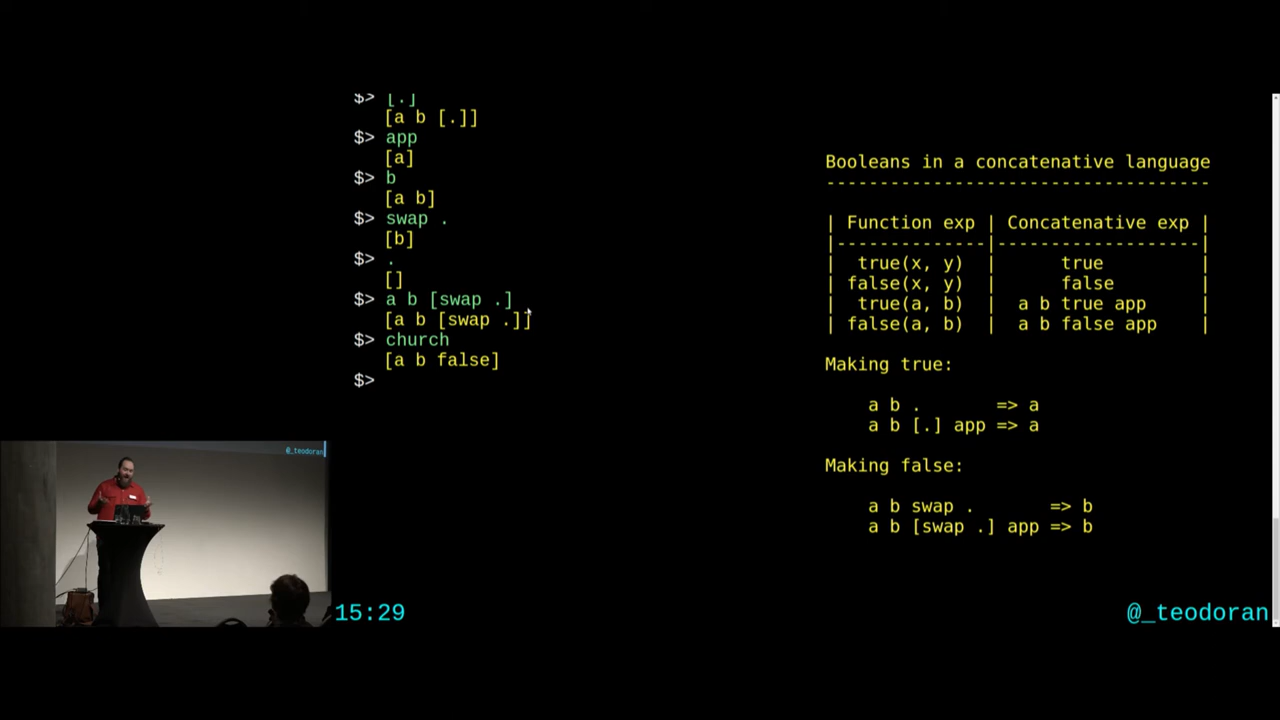 $> [.]
[a b [.]]
$> app
[a]
$> b
[a b]
$> swap .
[b]
$> .
[]
$> a b [swap .]
[a b [swap .]]
$> church
[a b false]
$>
Booleans in a concatenative language
------------------------------------
| Function exp | Concatenative exp |
|--------------|-------------------|
| true(x, y) | true |
| false(x, y) | false |
| true(a, b) | a b true app |
| false(a, b) | a b false app |
Making true:
a b . => a
a b [.] app => a
Making false:
a b swap . => b
a b [swap .] app => b
@_teodoran
15:29
@_teodoran